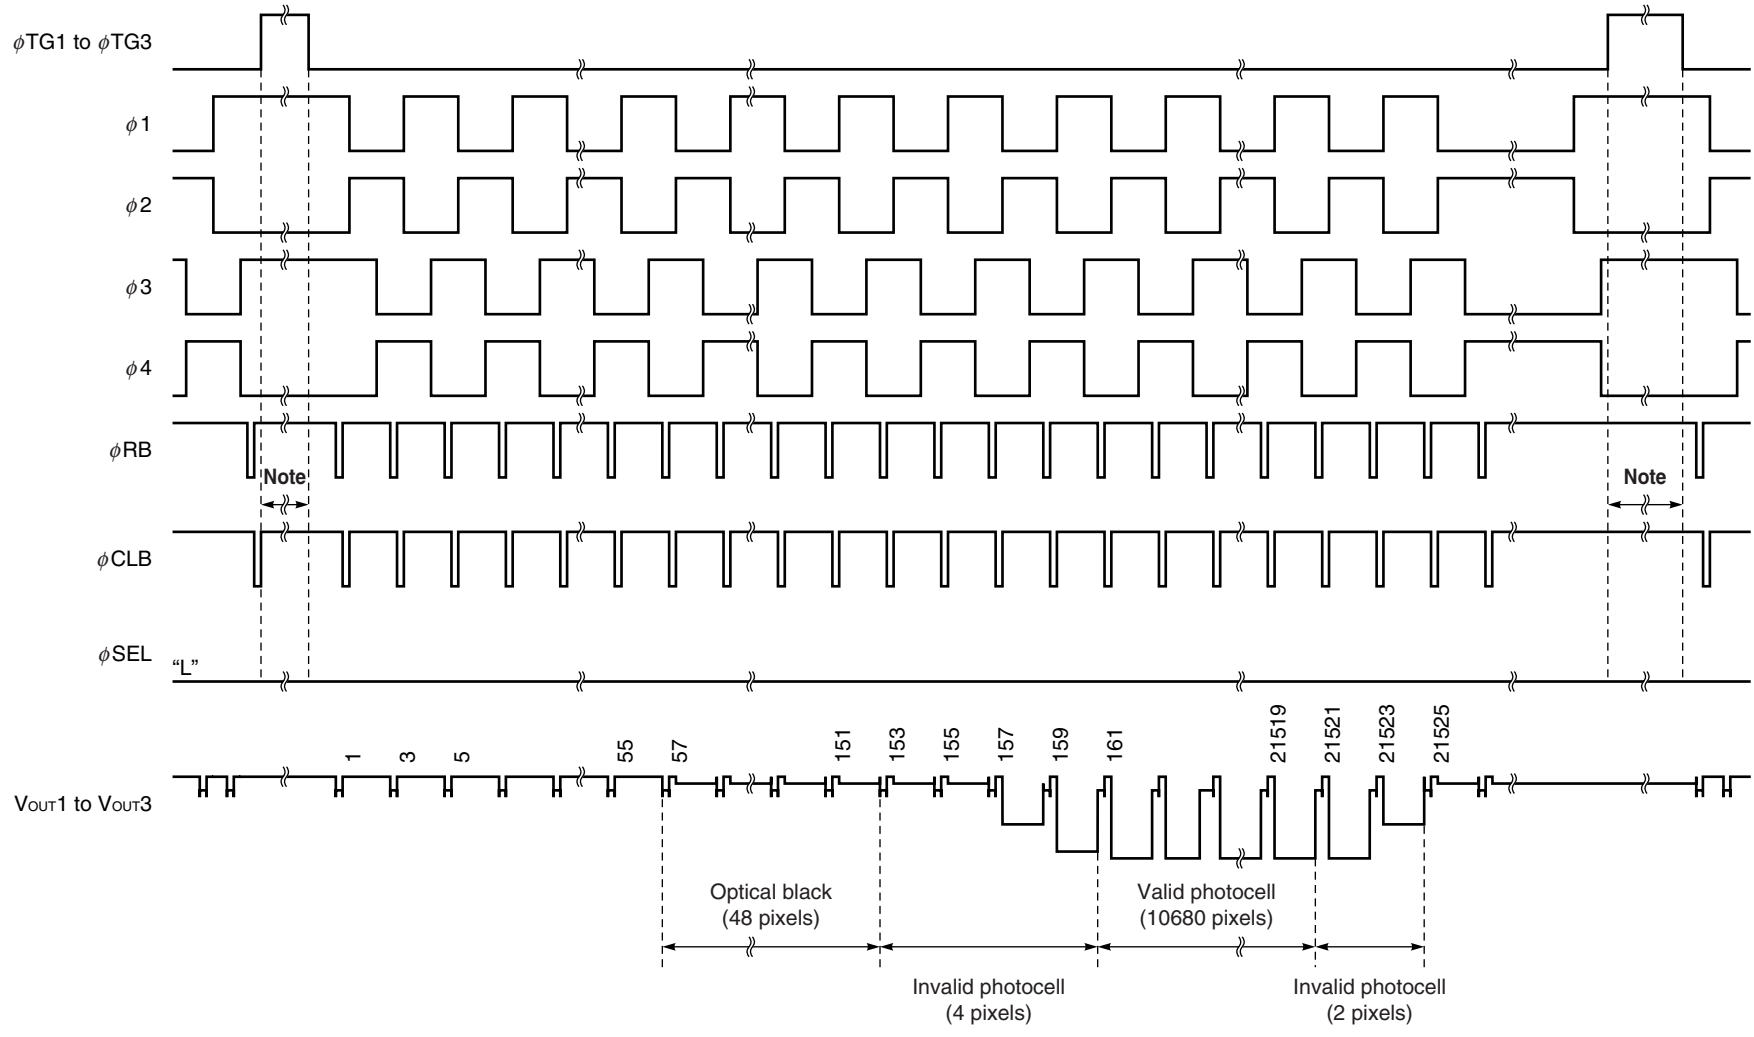 ϕTG1 to ϕTG3
ϕ1
ϕ2
ϕ3
ϕ4
ϕRB
Note
Note
ϕCLB
ϕSEL
“L”
1
3
5
55
57
151
153
155
157
159
161
21519
21521
21523
21525
VOUT1 to VOUT3
Optical black
(48 pixels)
Valid photocell
(10680 pixels)
Invalid photocell
(4 pixels)
Invalid photocell
(2 pixels)